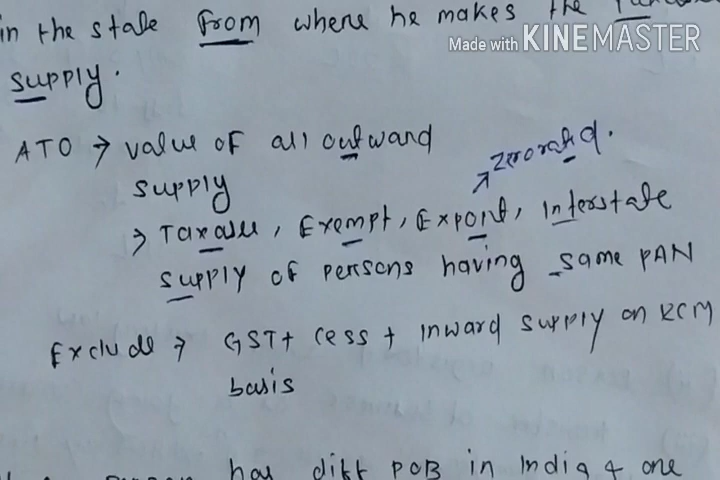 in the state from where he makes the
Made with KINEMASTER
supply.
ATO → value of all outward
supply
→ Zero rated.
→ Taxable, Exempt, Export, Interstate
supply of persons having same PAN
Exclude → GST + cess + inward supply on RCM
basis
has diff POB in India & one